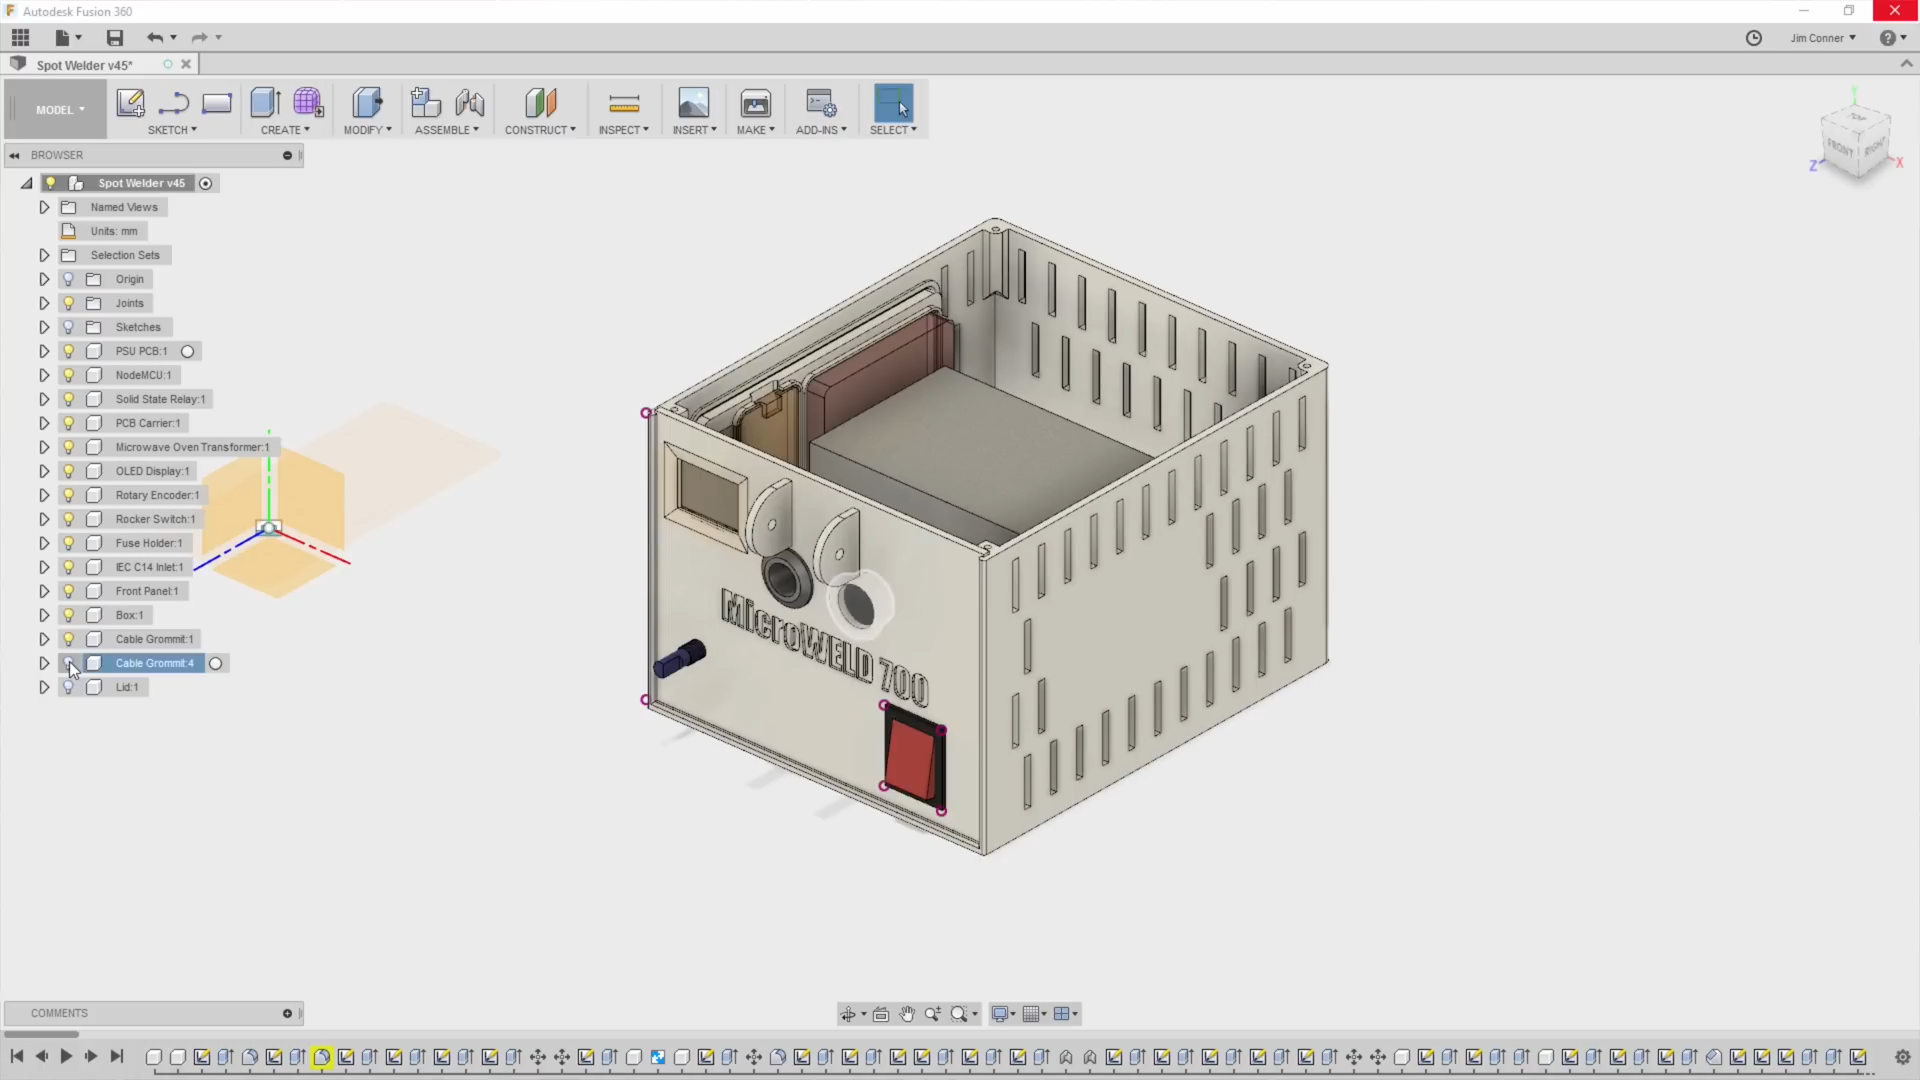 Autodesk Fusion 360
Jim Conner
Spot Welder v45*
MODEL
SKETCH
CREATE
MODIFY
ASSEMBLE
CONSTRUCT
INSPECT
INSERT
MAKE
ADD-INS
SELECT
TOP
FRONT
RIGHT
Y
Z
X
BROWSER
Spot Welder v45
Named Views
Units: mm
Selection Sets
Origin
Joints
Sketches
PSU PCB:1
NodeMCU:1
Solid State Relay:1
PCB Carrier:1
Microwave Oven Transformer:1
OLED Display:1
Rotary Encoder:1
Rocker Switch:1
Fuse Holder:1
IEC C14 Inlet:1
Front Panel:1
Box:1
Cable Grommit:1
Cable Grommit:4
Lid:1
MicroWELD 700
COMMENTS